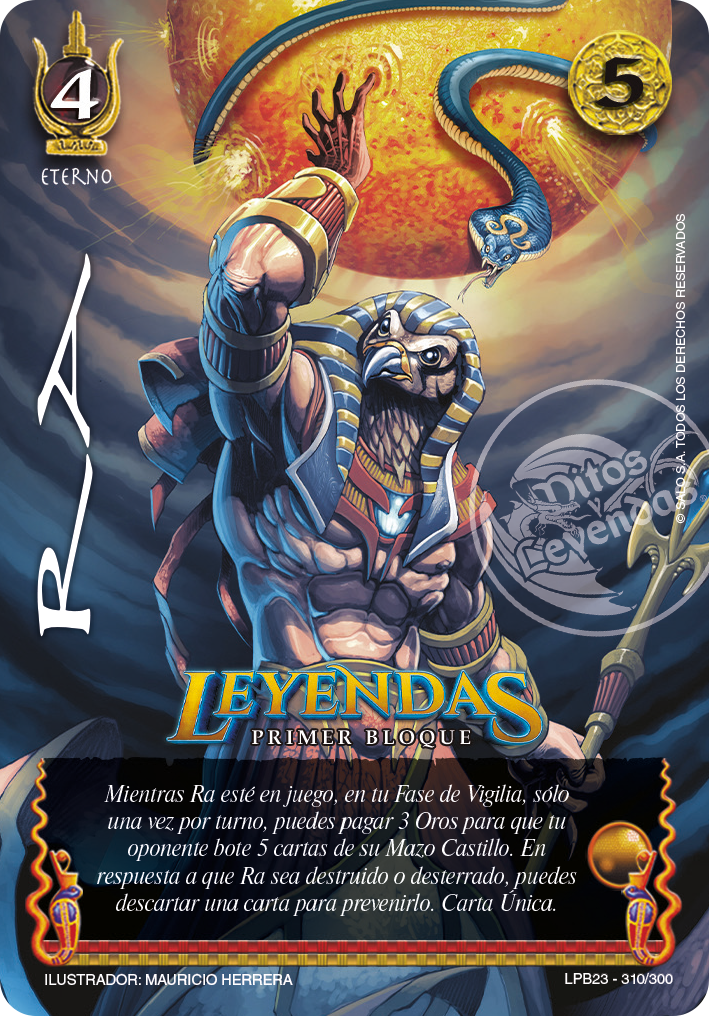 4
5
ETERNO
RA
© SALO S.A. TODOS LOS DERECHOS RESERVADOS
Mitos
y
Leyendas
LEYENDAS
PRIMER BLOQUE
Mientras Ra esté en juego, en tu Fase de Vigilia, sólo
una vez por turno, puedes pagar 3 Oros para que tu
oponente bote 5 cartas de su Mazo Castillo. En
respuesta a que Ra sea destruido o desterrado, puedes
descartar una carta para prevenirlo. Carta Única.
ILUSTRADOR: MAURICIO HERRERA
LPB23 - 310/300